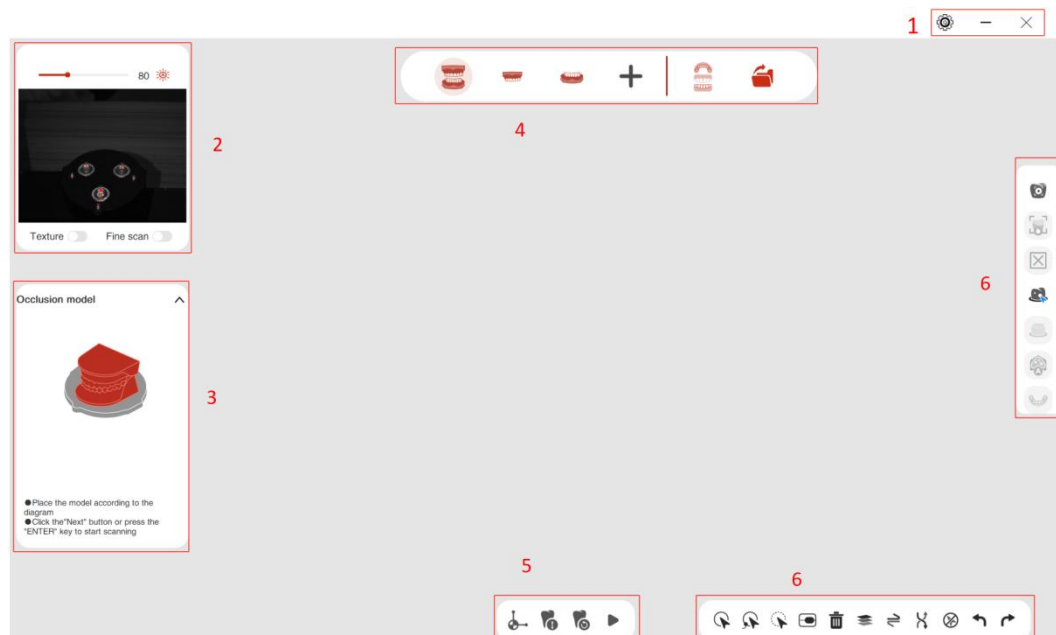 1
80
2
4
Texture
Fine scan
6
Occlusion model
3
●Place the model according to the
diagram
●Click the"Next" button or press the
"ENTER" key to start scanning
5
6